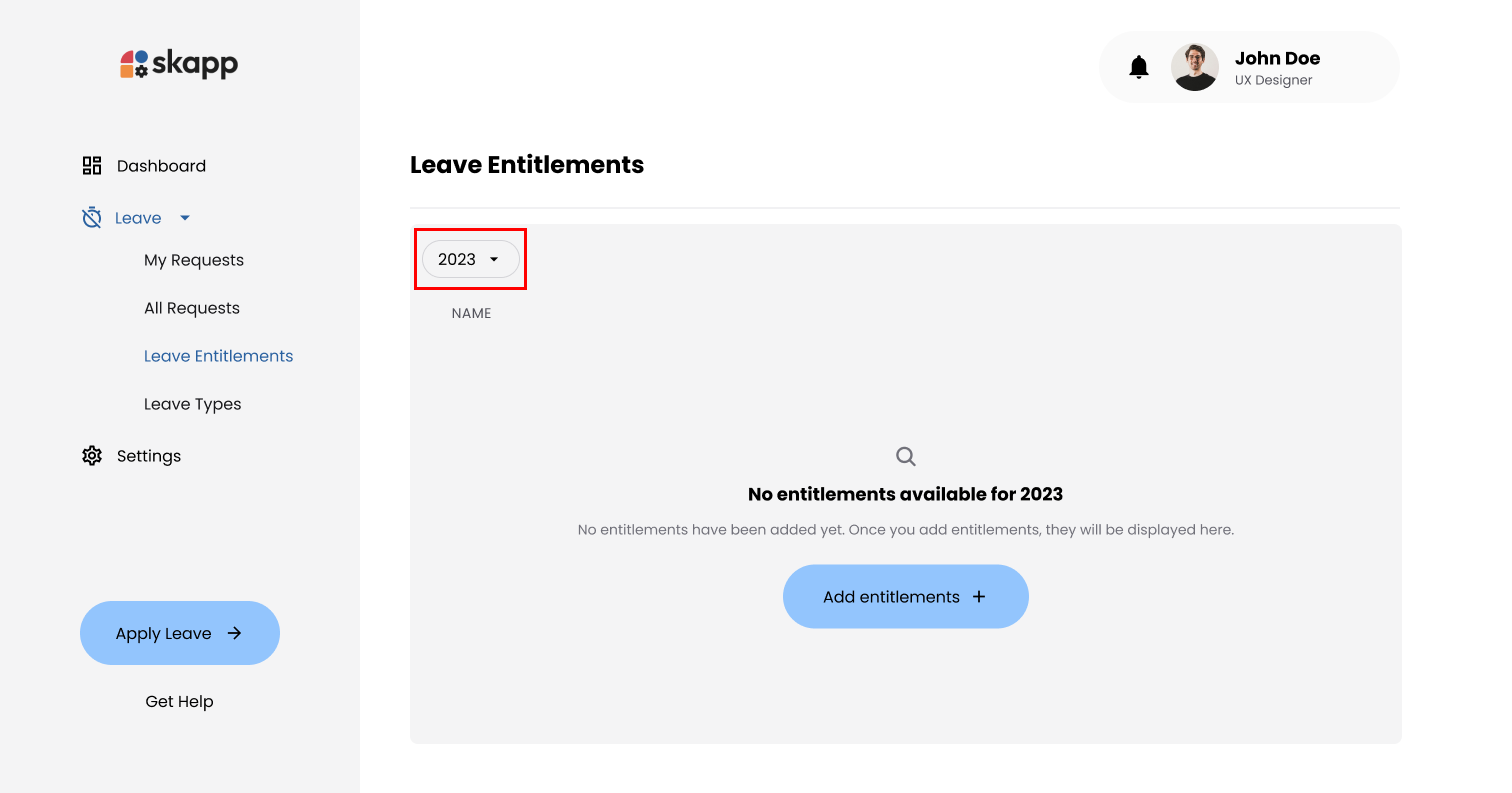 skapp
John Doe
UX Designer
Dashboard
Leave
My Requests
All Requests
Leave Entitlements
Leave Types
Settings
Apply Leave
Get Help
Leave Entitlements
2023
NAME
No entitlements available for 2023
No entitlements have been added yet. Once you add entitlements, they will be displayed here.
Add entitlements +